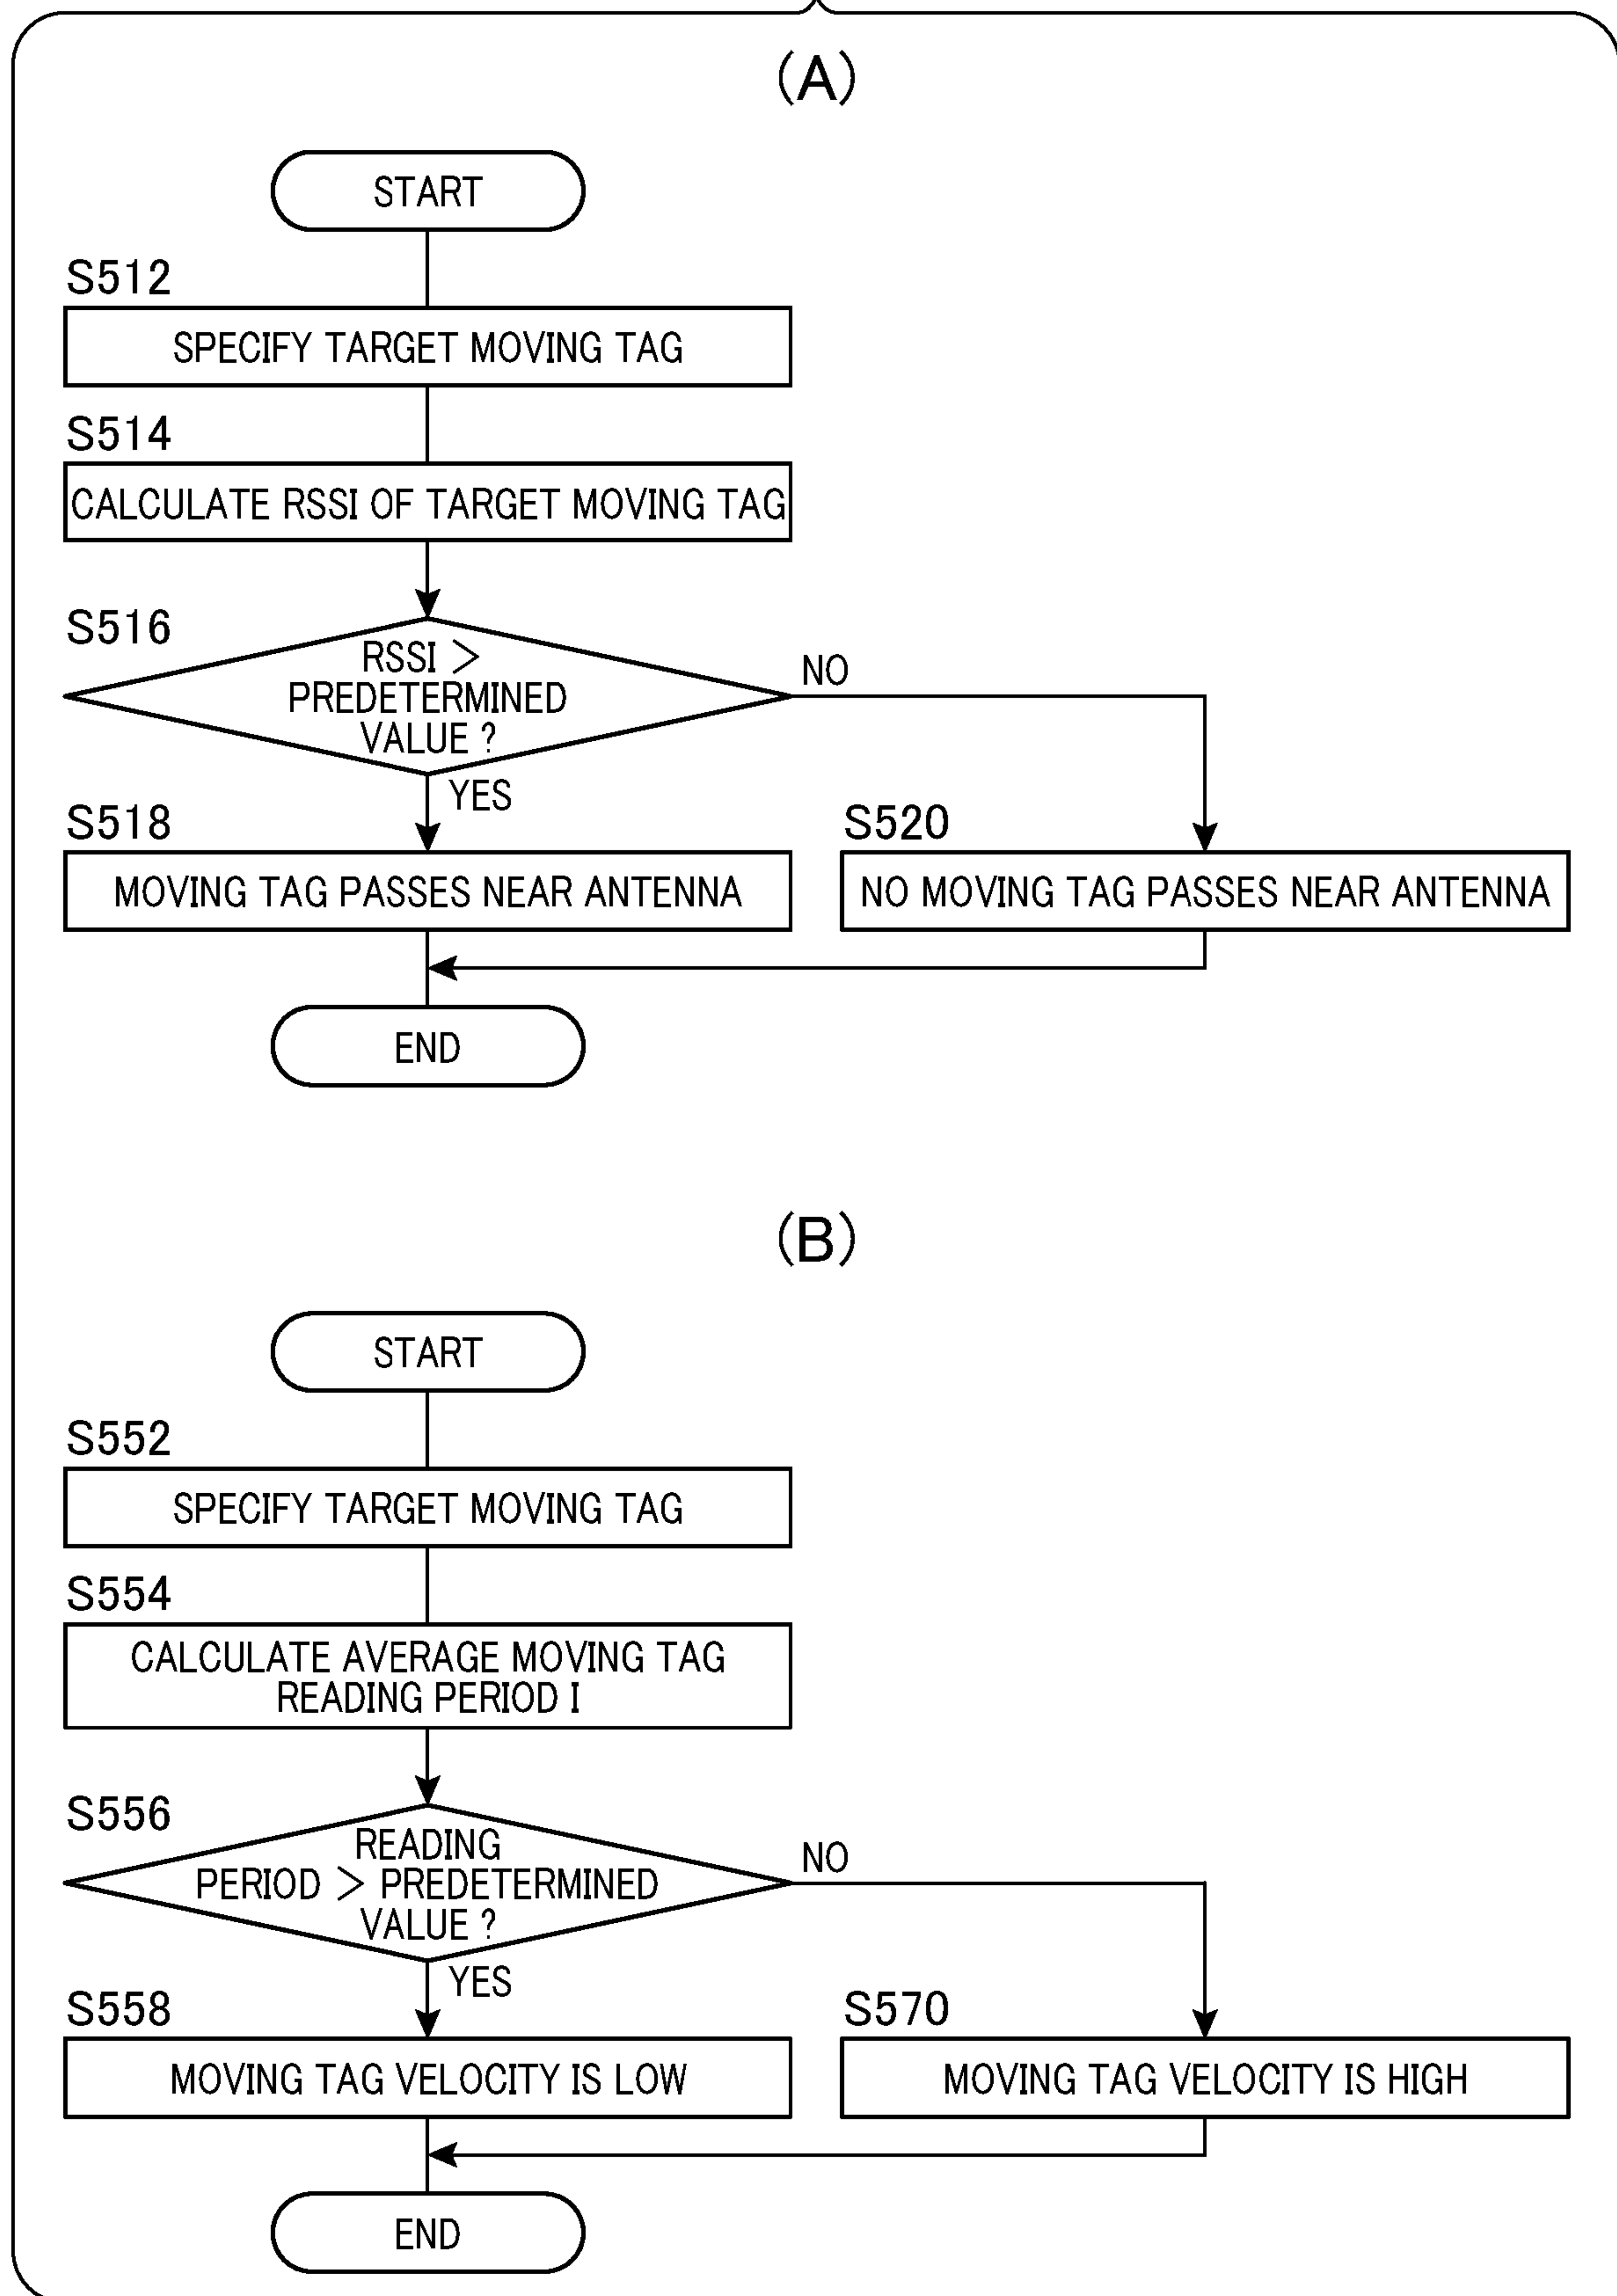 (A)
START
S512
SPECIFY TARGET MOVING TAG
S514
CALCULATE RSSI OF TARGET MOVING TAG
S516
RSSI >
PREDETERMINED
VALUE ?
NO
YES
S518
MOVING TAG PASSES NEAR ANTENNA
S520
NO MOVING TAG PASSES NEAR ANTENNA
END
(B)
START
S552
SPECIFY TARGET MOVING TAG
S554
CALCULATE AVERAGE MOVING TAG
READING PERIOD I
S556
READING
PERIOD > PREDETERMINED
VALUE ?
NO
YES
S558
MOVING TAG VELOCITY IS LOW
S570
MOVING TAG VELOCITY IS HIGH
END